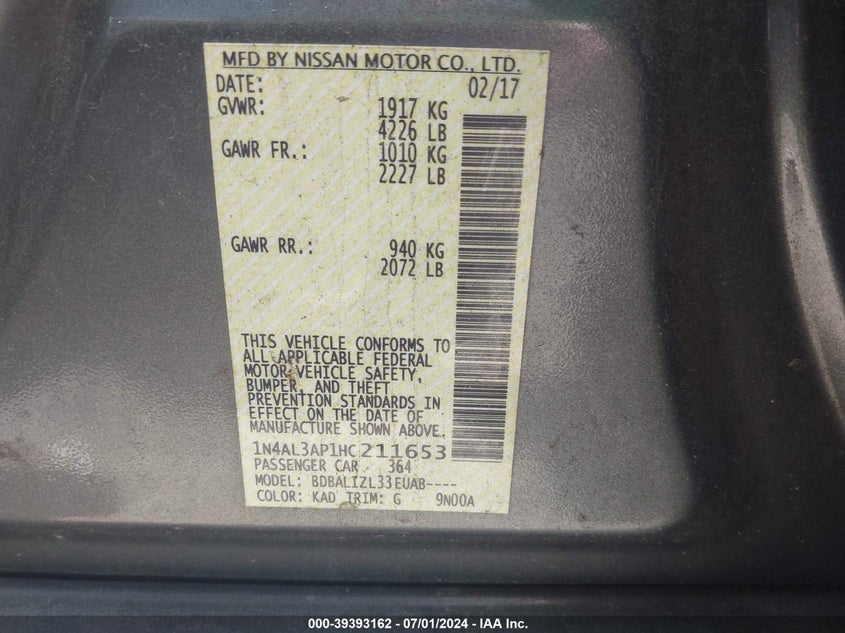 MFD BY NISSAN MOTOR CO., LTD.
DATE: 02/17
GVWR: 1917 KG
4226 LB
GAWR FR.: 1010 KG
2227 LB
GAWR RR.: 940 KG
2072 LB
THIS VEHICLE CONFORMS TO
ALL APPLICABLE FEDERAL
MOTOR VEHICLE SAFETY,
BUMPER, AND THEFT
PREVENTION STANDARDS IN
EFFECT ON THE DATE OF
MANUFACTURE SHOWN ABOVE.
1N4AL3AP1HC211653
PASSENGER CAR 364
MODEL: BDBALIZL33EUAB----
COLOR: KAD TRIM: G 9N00A
000-39393162 - 07/01/2024 - IAA Inc.